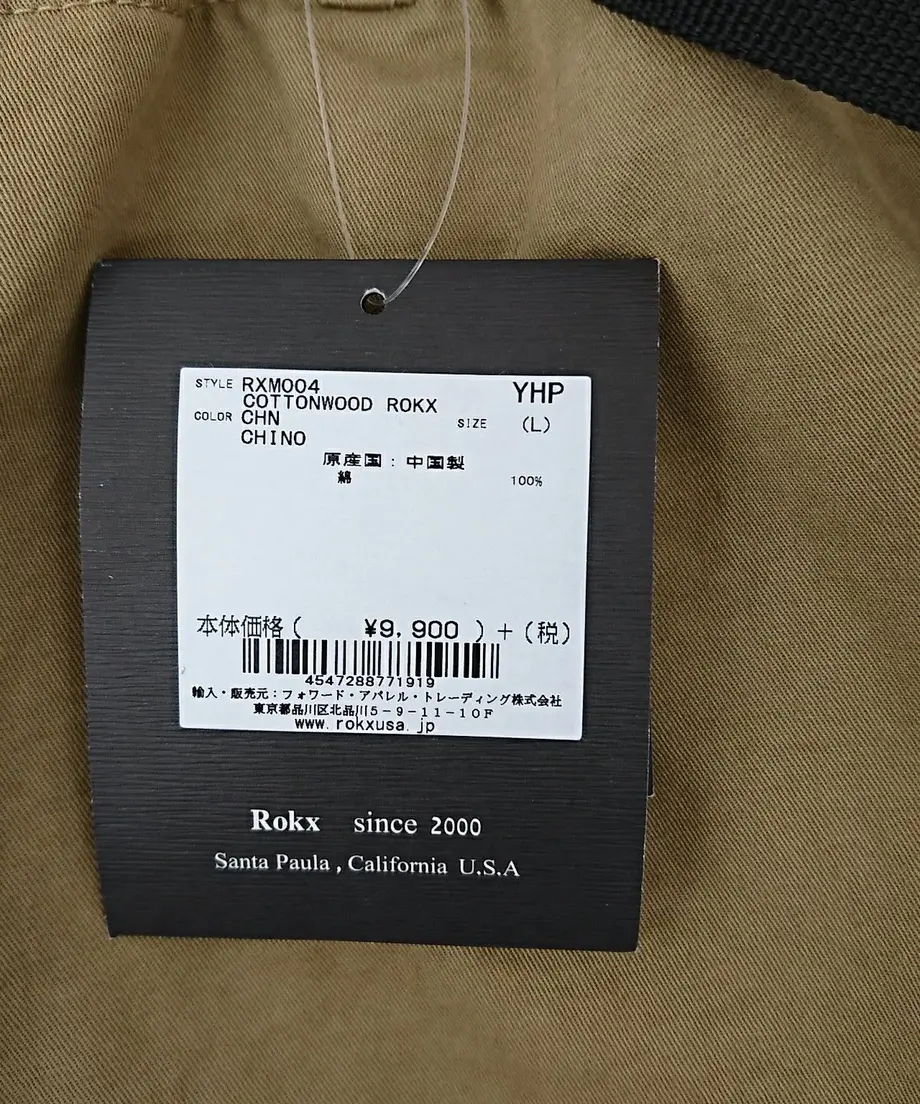 STYLE RXM004 YHP
COTTONWOOD ROKX
COLOR CHN SIZE (L)
CHINO
原産国：中国製
綿 100%
本体価格( ¥9,900 )+(税)
4547288771919
輸入・販売元：フォワード・アパレル・トレーディング株式会社
東京都品川区北品川5-9-11-10F
www.rokxusa.jp
Rokx since 2000
Santa Paula , California U.S.A